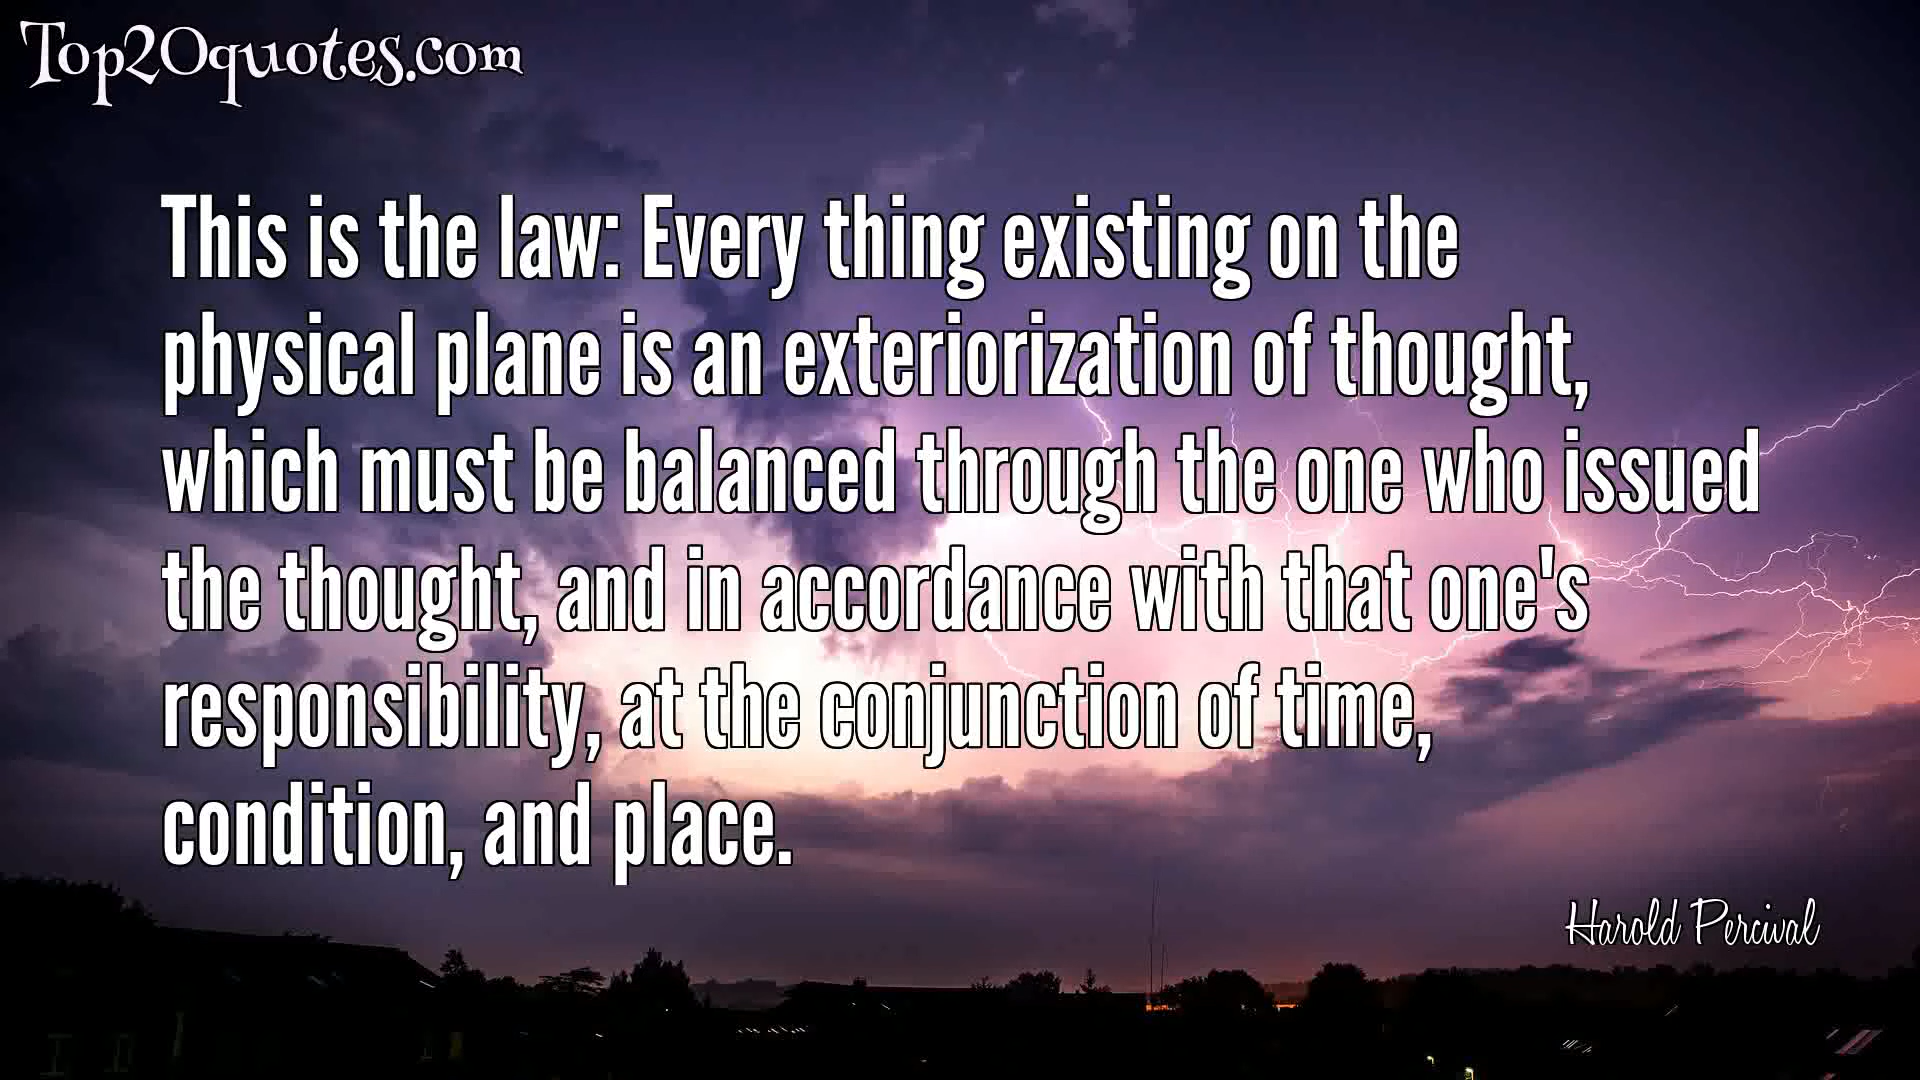 Top20quotes.com
This is the law: Every thing existing on the
physical plane is an exteriorization of thought,
which must be balanced through the one who issued
the thought, and in accordance with that one's
responsibility, at the conjunction of time,
condition, and place.
Harold Percival